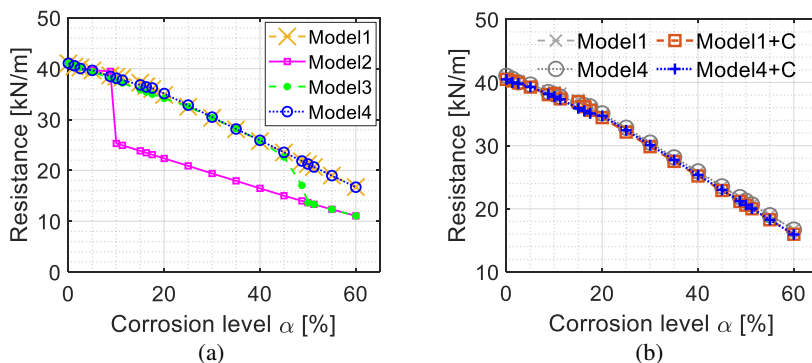 50
40
30
20
10
0
Resistance [kN/m]
0 20 40 60
Corrosion level α [%]
Model1
Model2
Model3
Model4
(a)
50
40
30
20
10
Resistance [kN/m]
0 20 40 60
Corrosion level α [%]
Model1 Model1+C
Model4 Model4+C
(b)